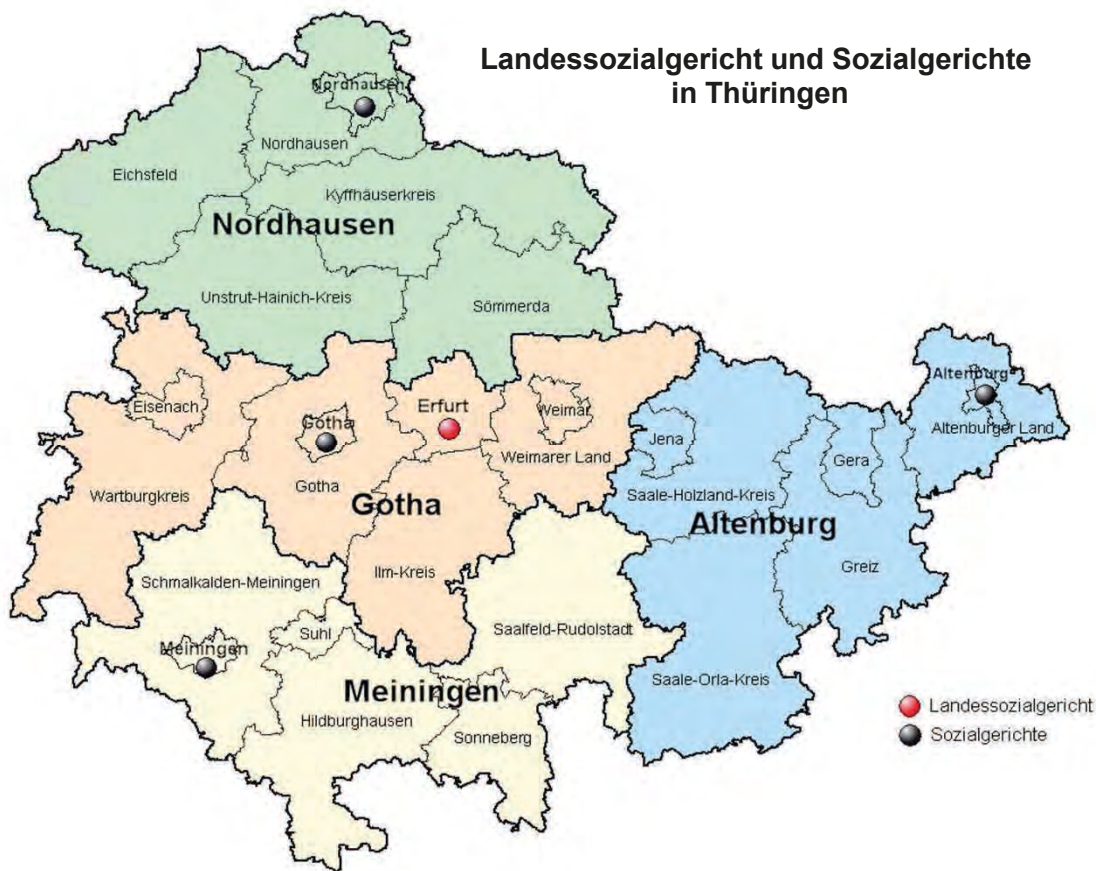 Landessozialgericht und Sozialgerichte
in Thüringen
Nordhausen
Nordhausen
Eichsfeld
Kyffhäuserkreis
Nordhausen
Unstrut-Hainich-Kreis
Sömmerda
Eisenach
Gotha
Erfurt
Weimar
Altenburg
Jena
Gera
Altenburger Land
Weimarer Land
Wartburgkreis
Gotha
Gotha
Saale-Holzland-Kreis
Altenburg
Ilm-Kreis
Greiz
Schmalkalden-Meiningen
Suhl
Saalfeld-Rudolstadt
Meiningen
Saale-Orla-Kreis
Meiningen
Hildburghausen
Sonneberg
Landessozialgericht
Sozialgerichte